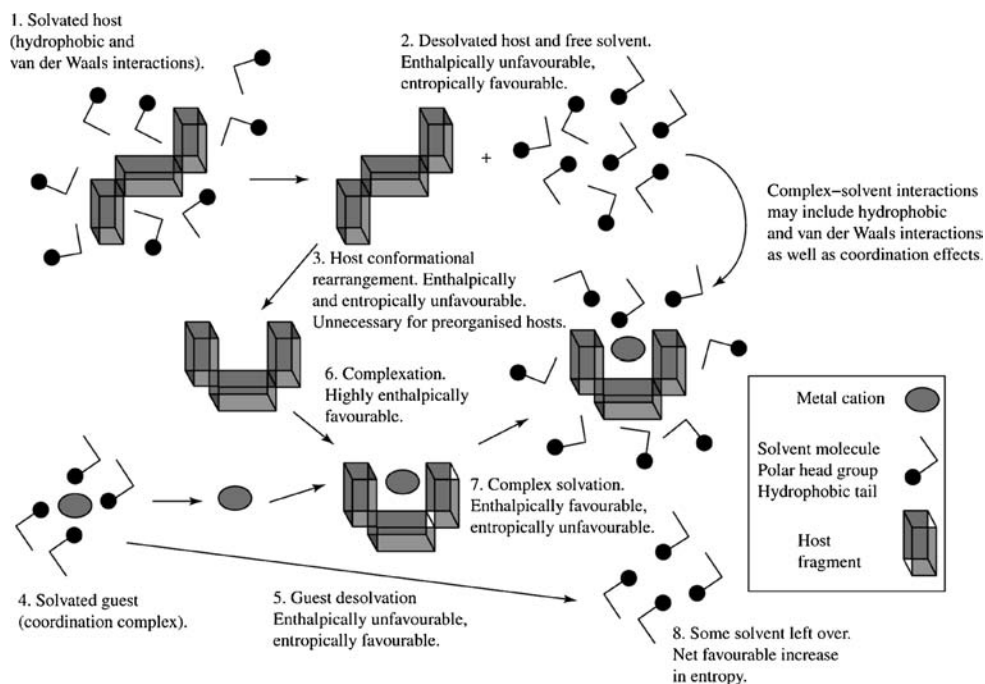 1. Solvated host
(hydrophobic and
van der Waals interactions).
2. Desolvated host and free solvent.
Enthalpically unfavourable,
entropically favourable.
+
Complex–solvent interactions
may include hydrophobic
and van der Waals interactions
as well as coordination effects.
3. Host conformational
rearrangement. Enthalpically
and entropically unfavourable.
Unnecessary for preorganised hosts.
6. Complexation.
Highly enthalpically
favourable.
7. Complex solvation.
Enthalpically favourable,
entropically unfavourable.
4. Solvated guest
(coordination complex).
5. Guest desolvation
Enthalpically unfavourable,
entropically favourable.
8. Some solvent left over.
Net favourable increase
in entropy.
Metal cation
Solvent molecule
Polar head group
Hydrophobic tail
Host
fragment